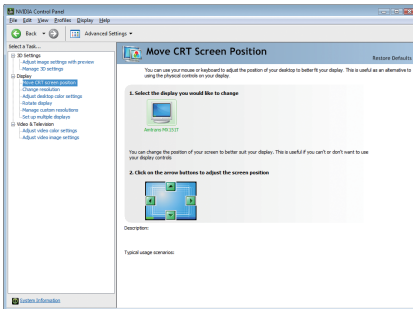 NVIDIA Control Panel
File Edit View Profiles Display Help
Back Advanced Settings
Select a Task...
3D Settings
Adjust image settings with preview
Manage 3D settings
Display
Move CRT screen position
Change resolution
Adjust desktop color settings
Rotate display
Manage custom resolutions
Set up multiple displays
Video & Television
Adjust video color settings
Adjust video image settings
System Information
Move CRT Screen Position
Restore Defaults
You can use your mouse or keyboard to adjust the position of your desktop to better fit your display. This is useful as an alternative to
using the physical controls on your display.
1. Select the display you would like to change
You can change the position of your screen to better suit your display. This is useful if you can't or don't want to use
your display controls
2. Click on the arrow buttons to adjust the screen position
Description:
Typical usage scenarios: